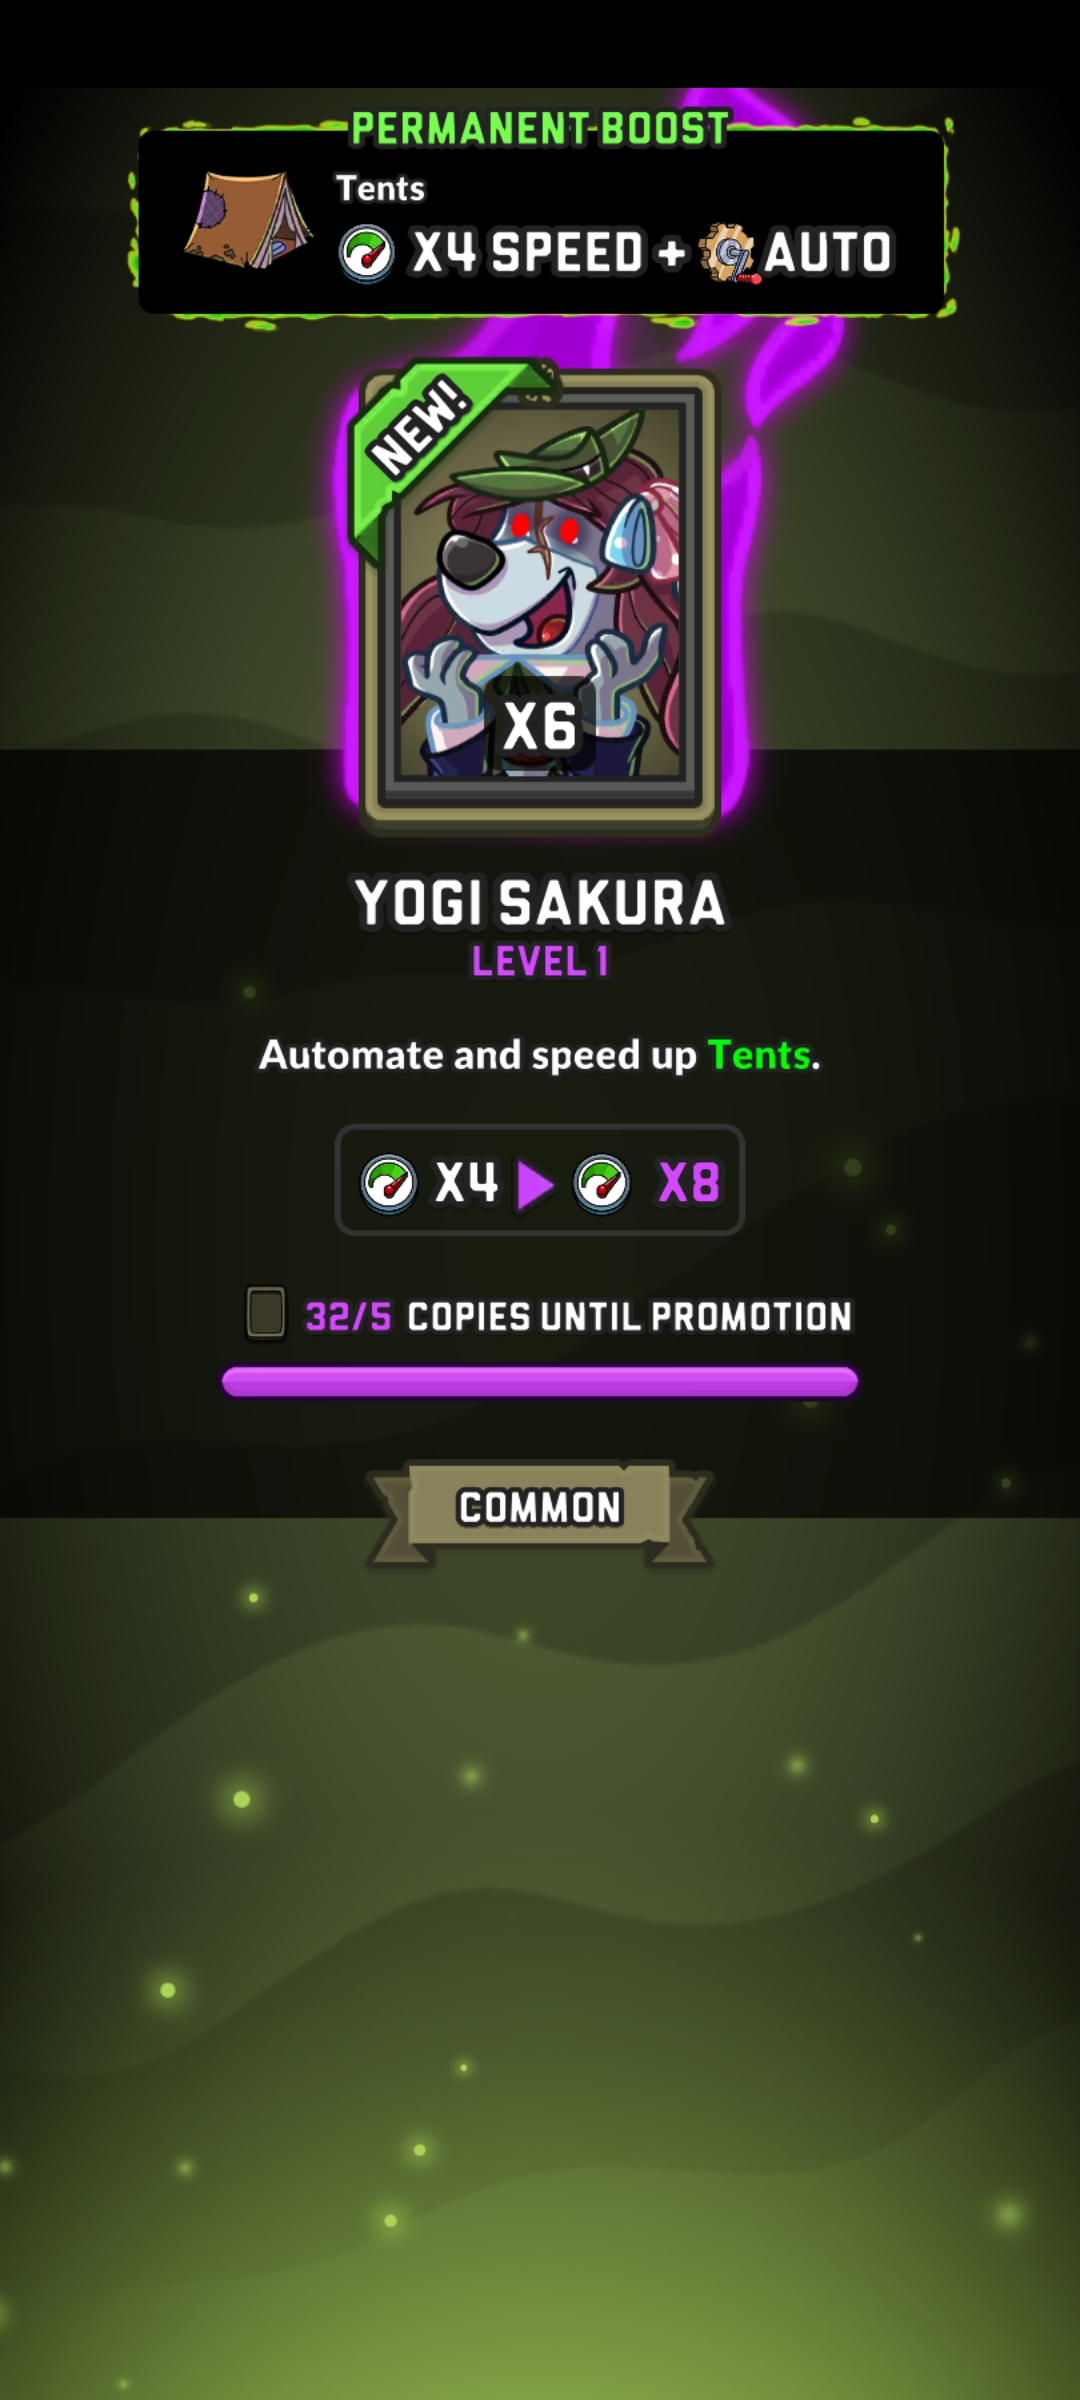 PERMANENT BOOST
Tents
X4 SPEED + AUTO
NEW!
X6
YOGI SAKURA
LEVEL 1
Automate and speed up Tents.
X4 X8
32/5 COPIES UNTIL PROMOTION
COMMON